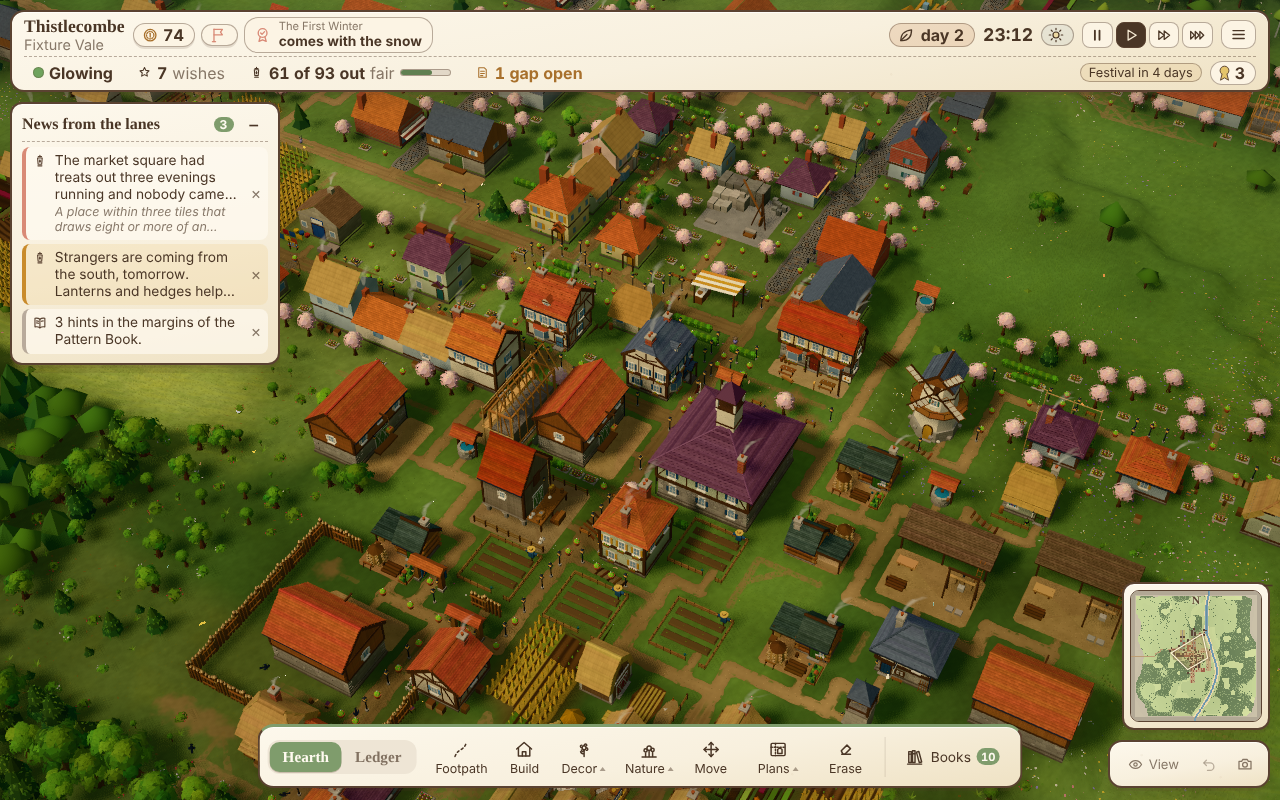 Thistlecombe
Fixture Vale
74
The First Winter
comes with the snow
day 2
23:12
Glowing
7 wishes
61 of 93 out fair
1 gap open
Festival in 4 days
3
News from the lanes
3
The market square had
treats out three evenings
running and nobody came...
A place within three tiles that
draws eight or more of an...
Strangers are coming from
the south, tomorrow.
Lanterns and hedges help...
3 hints in the margins of the
Pattern Book.
N
Hearth
Ledger
Footpath
Build
Decor
Nature
Move
Plans
Erase
Books 10
View